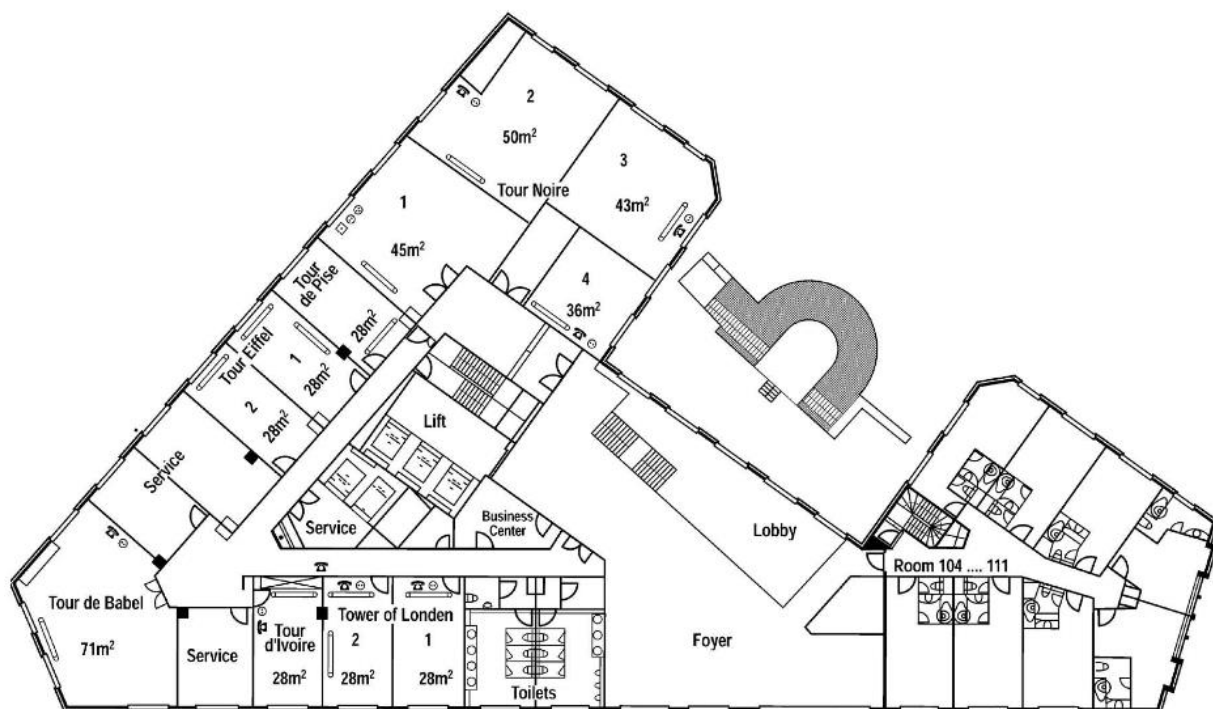 2
50m²
3
43m²
Tour Noire
1
45m²
4
36m²
Tour
de Pise
28m²
Tour Eiffel
1
28m²
2
28m²
Lift
Service
Service
Business
Center
Lobby
Room 104 .... 111
Tour de Babel
71m²
Service
Tour
d'Ivoire
28m²
Tower of Londen
2
28m²
1
28m²
Toilets
Foyer